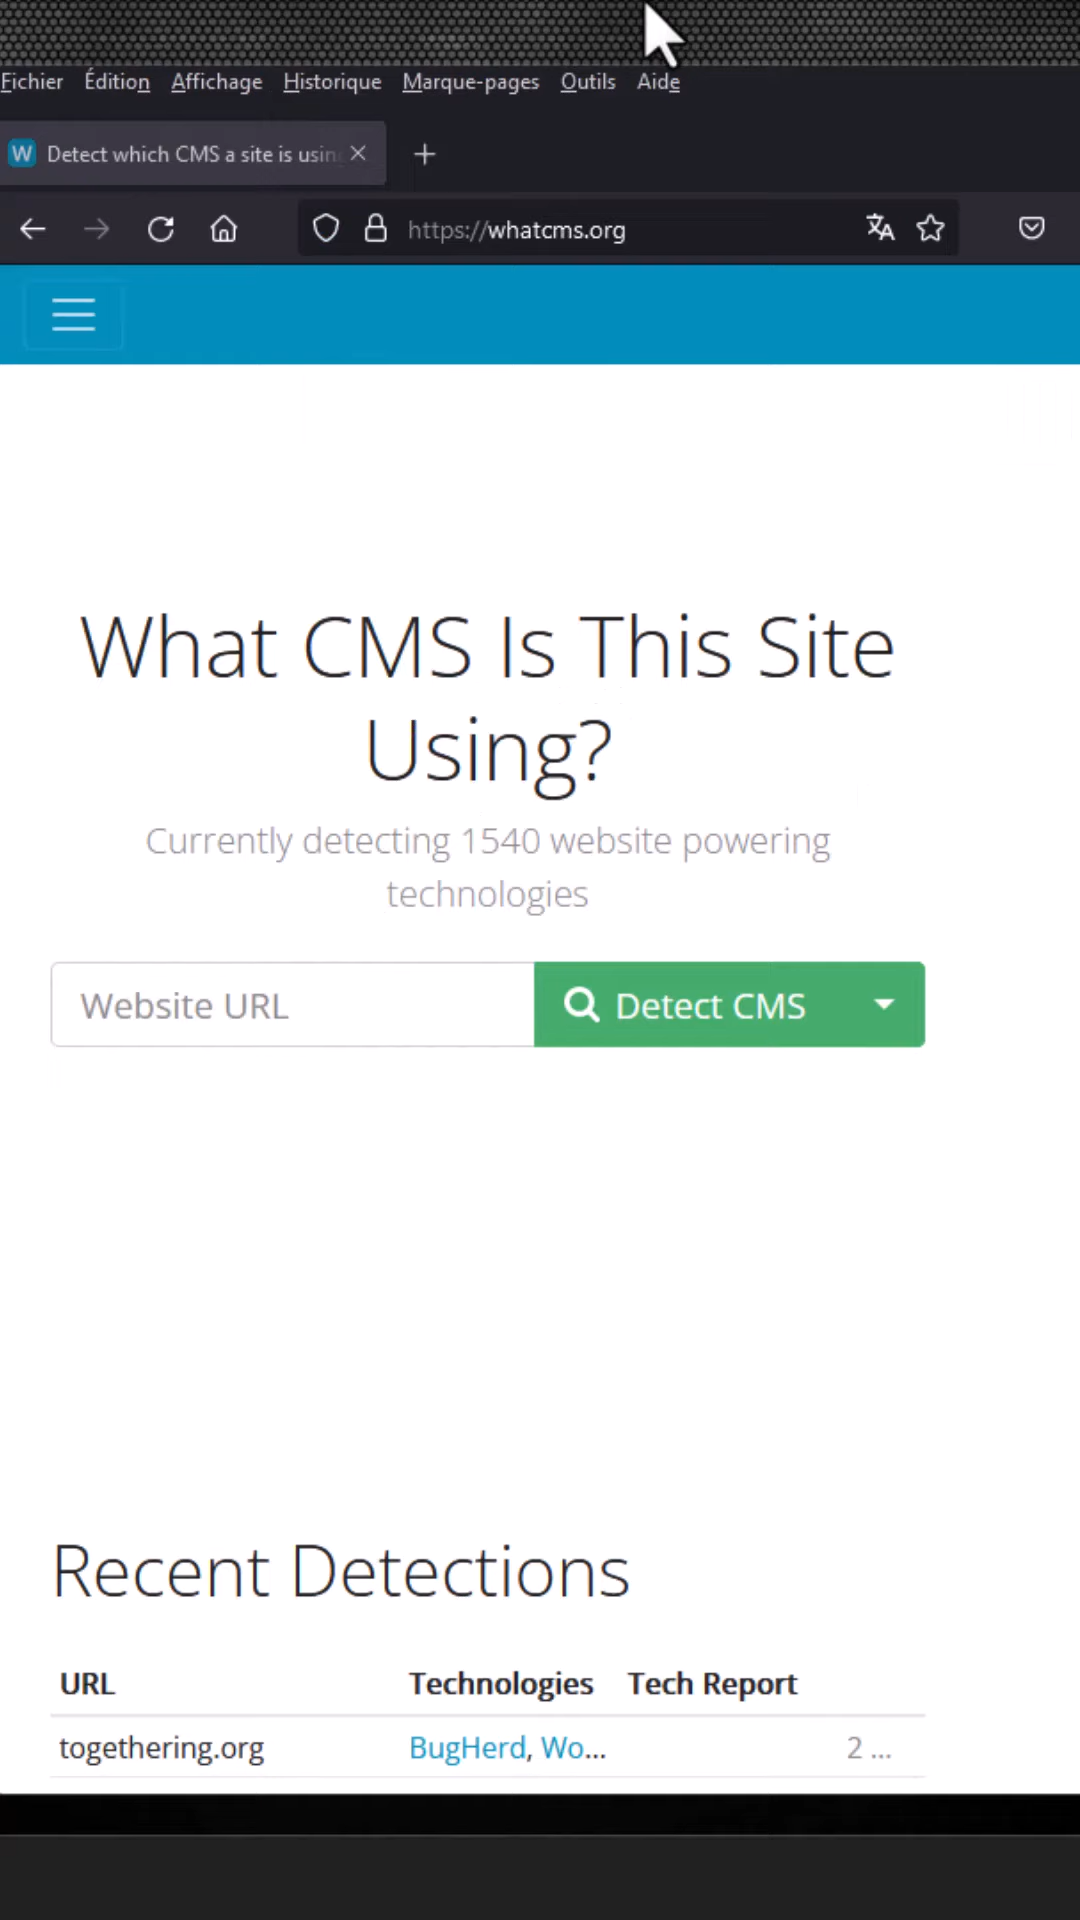 Fichier Édition Affichage Historique Marque-pages Outils Aide
W Detect which CMS a site is usin
https://whatcms.org
What CMS Is This Site
Using?
Currently detecting 1540 website powering
technologies
Website URL Detect CMS
Recent Detections
URL Technologies Tech Report
togethering.org BugHerd, Wo... 2 ...